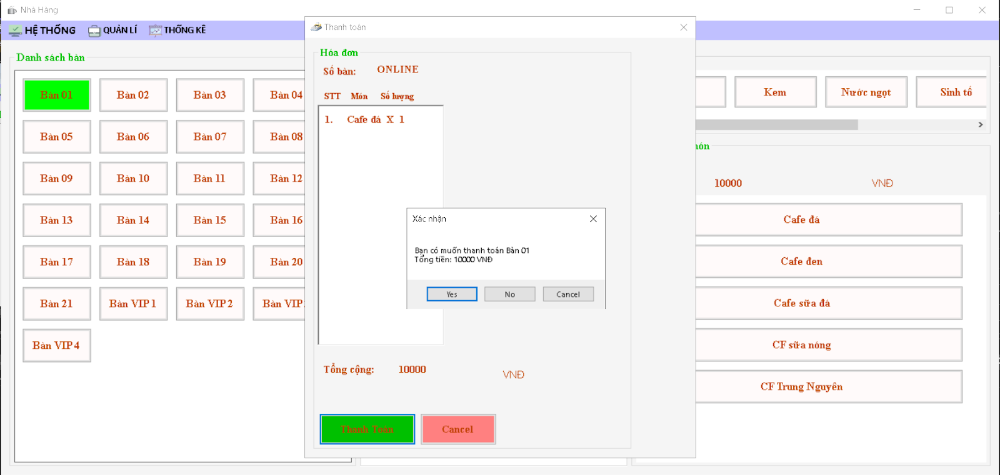 Nhà Hàng
HỆ THỐNG QUẢN LÍ THỐNG KÊ
Danh sách bàn
Bàn 01 Bàn 02 Bàn 03 Bàn 04
Bàn 05 Bàn 06 Bàn 07 Bàn 08
Bàn 09 Bàn 10 Bàn 11 Bàn 12
Bàn 13 Bàn 14 Bàn 15 Bàn 16
Bàn 17 Bàn 18 Bàn 19 Bàn 20
Bàn 21 Bàn VIP 1 Bàn VIP 2 Bàn VIP
Bàn VIP 4
Thanh toán
Hóa đơn
Số bàn: ONLINE
STT Món Số lượng
1. Cafe đá X 1
Xác nhận
Bạn có muốn thanh toán Bàn 01
Tổng tiền: 10000 VNĐ
Yes No Cancel
Tổng cộng: 10000 VNĐ
Thanh Toán Cancel
Kem Nước ngọt Sinh tố
10000 VNĐ
Cafe đá
Cafe đen
Cafe sữa đá
CF sữa nóng
CF Trung Nguyên